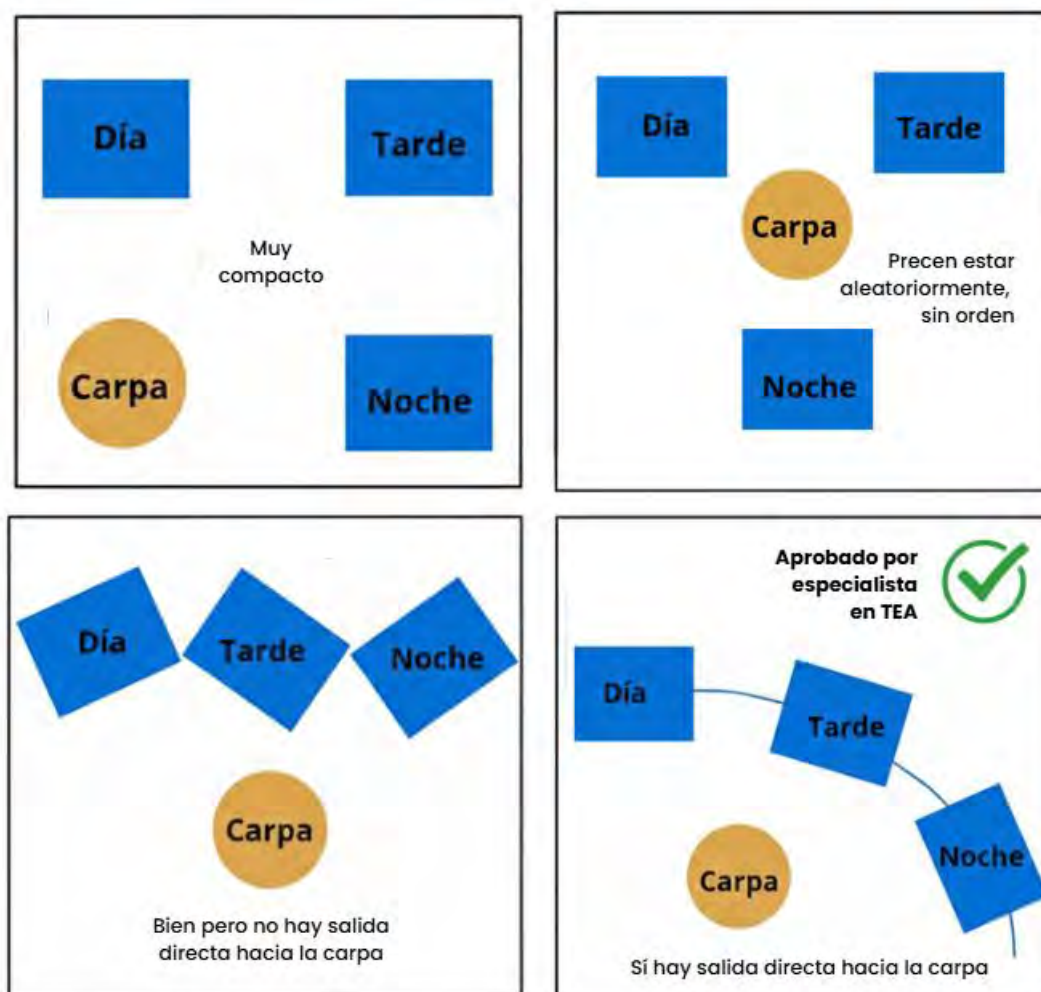 Día
Tarde
Muy
compacto
Carpa
Noche
Día
Tarde
Carpa
Precen estar
aleatoriormente,
sin orden
Noche
Día
Tarde
Noche
Carpa
Bien pero no hay salida
directa hacia la carpa
Aprobado por
especialista
en TEA
Día
Tarde
Noche
Carpa
Sí hay salida directa hacia la carpa